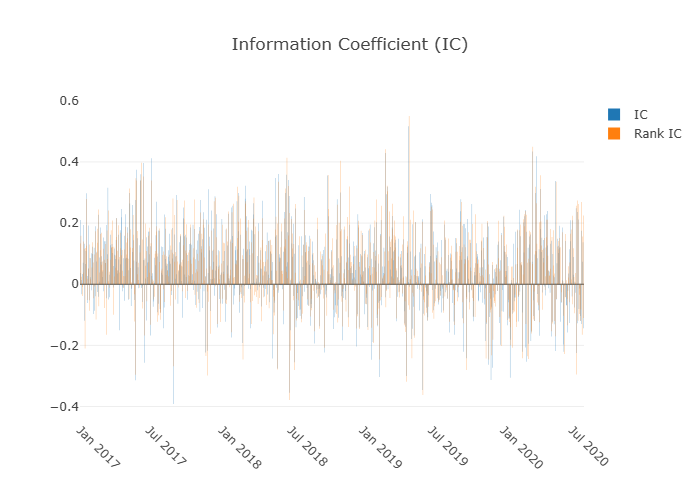 Information Coefficient (IC)
0.6
0.4
0.2
0
−0.2
−0.4
IC
Rank IC
Jan 2017
Jul 2017
Jan 2018
Jul 2018
Jan 2019
Jul 2019
Jan 2020
Jul 2020